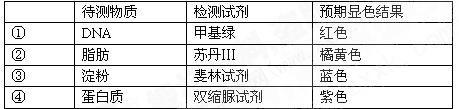 待测物质 检测试剂 预期显色结果
① DNA 甲基绿 红色
② 脂肪 苏丹III 橘黄色
③ 淀粉 斐林试剂 蓝色
④ 蛋白质 双缩脲试剂 紫色